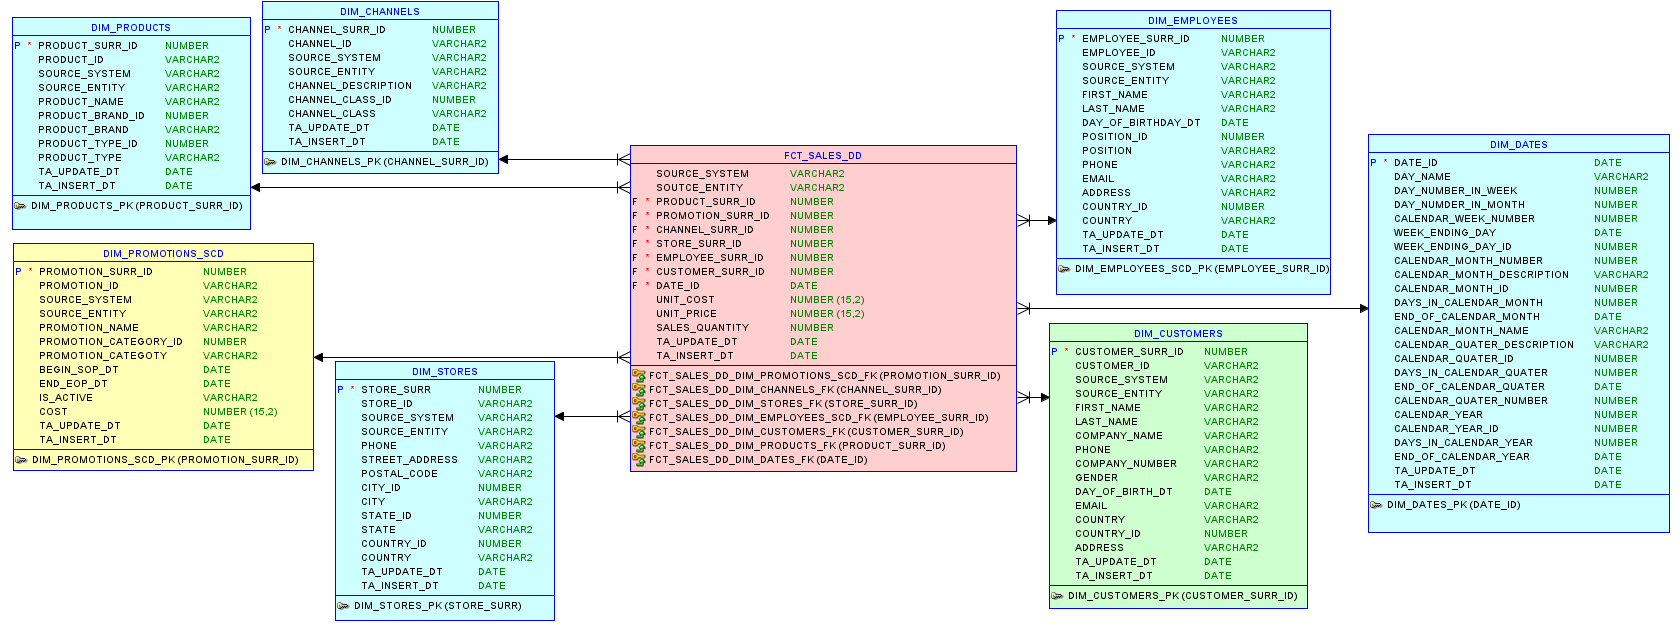 DIM_PRODUCTS
P * PRODUCT_SURR_ID NUMBER
PRODUCT_ID VARCHAR2
SOURCE_SYSTEM VARCHAR2
SOURCE_ENTITY VARCHAR2
PRODUCT_NAME VARCHAR2
PRODUCT_BRAND_ID NUMBER
PRODUCT_BRAND VARCHAR2
PRODUCT_TYPE_ID NUMBER
PRODUCT_TYPE VARCHAR2
TA_UPDATE_DT DATE
TA_INSERT_DT DATE
DIM_PRODUCTS_PK (PRODUCT_SURR_ID)
DIM_CHANNELS
P * CHANNEL_SURR_ID NUMBER
CHANNEL_ID VARCHAR2
SOURCE_SYSTEM VARCHAR2
SOURCE_ENTITY VARCHAR2
CHANNEL_DESCRIPTION VARCHAR2
CHANNEL_CLASS_ID NUMBER
CHANNEL_CLASS VARCHAR2
TA_UPDATE_DT DATE
TA_INSERT_DT DATE
DIM_CHANNELS_PK (CHANNEL_SURR_ID)
DIM_PROMOTIONS_SCD
P * PROMOTION_SURR_ID NUMBER
PROMOTION_ID VARCHAR2
SOURCE_SYSTEM VARCHAR2
SOURCE_ENTITY VARCHAR2
PROMOTION_NAME VARCHAR2
PROMOTION_CATEGORY_ID NUMBER
PROMOTION_CATEGOTY VARCHAR2
BEGIN_SOP_DT DATE
END_EOP_DT DATE
IS_ACTIVE VARCHAR2
COST NUMBER (15,2)
TA_UPDATE_DT DATE
TA_INSERT_DT DATE
DIM_PROMOTIONS_SCD_PK (PROMOTION_SURR_ID)
DIM_STORES
P * STORE_SURR NUMBER
STORE_ID VARCHAR2
SOURCE_SYSTEM VARCHAR2
SOURCE_ENTITY VARCHAR2
PHONE VARCHAR2
STREET_ADDRESS VARCHAR2
POSTAL_CODE VARCHAR2
CITY_ID NUMBER
CITY VARCHAR2
STATE_ID NUMBER
STATE VARCHAR2
COUNTRY_ID NUMBER
COUNTRY VARCHAR2
TA_UPDATE_DT DATE
TA_INSERT_DT DATE
DIM_STORES_PK (STORE_SURR)
FCT_SALES_DD
SOURCE_SYSTEM VARCHAR2
SOUTCE_ENTITY VARCHAR2
F * PRODUCT_SURR_ID NUMBER
F * PROMOTION_SURR_ID NUMBER
F * CHANNEL_SURR_ID NUMBER
F * STORE_SURR_ID NUMBER
F * EMPLOYEE_SURR_ID NUMBER
F * CUSTOMER_SURR_ID NUMBER
F * DATE_ID DATE
UNIT_COST NUMBER (15,2)
UNIT_PRICE NUMBER (15,2)
SALES_QUANTITY NUMBER
TA_UPDATE_DT DATE
TA_INSERT_DT DATE
FCT_SALES_DD_DIM_PROMOTIONS_SCD_FK (PROMOTION_SURR_ID)
FCT_SALES_DD_DIM_CHANNELS_FK (CHANNEL_SURR_ID)
FCT_SALES_DD_DIM_STORES_FK (STORE_SURR_ID)
FCT_SALES_DD_DIM_EMPLOYEES_SCD_FK (EMPLOYEE_SURR_ID)
FCT_SALES_DD_DIM_CUSTOMERS_FK (CUSTOMER_SURR_ID)
FCT_SALES_DD_DIM_PRODUCTS_FK (PRODUCT_SURR_ID)
FCT_SALES_DD_DIM_DATES_FK (DATE_ID)
DIM_EMPLOYEES
P * EMPLOYEE_SURR_ID NUMBER
EMPLOYEE_ID VARCHAR2
SOURCE_SYSTEM VARCHAR2
SOURCE_ENTITY VARCHAR2
FIRST_NAME VARCHAR2
LAST_NAME VARCHAR2
DAY_OF_BIRTHDAY_DT DATE
POSITION_ID NUMBER
POSITION VARCHAR2
PHONE VARCHAR2
EMAIL VARCHAR2
ADDRESS VARCHAR2
COUNTRY_ID NUMBER
COUNTRY VARCHAR2
TA_UPDATE_DT DATE
TA_INSERT_DT DATE
DIM_EMPLOYEES_SCD_PK (EMPLOYEE_SURR_ID)
DIM_CUSTOMERS
P * CUSTOMER_SURR_ID NUMBER
CUSTOMER_ID VARCHAR2
SOURCE_SYSTEM VARCHAR2
SOURCE_ENTITY VARCHAR2
FIRST_NAME VARCHAR2
LAST_NAME VARCHAR2
COMPANY_NAME VARCHAR2
PHONE VARCHAR2
COMPANY_NUMBER VARCHAR2
GENDER VARCHAR2
DAY_OF_BIRTH_DT DATE
EMAIL VARCHAR2
COUNTRY VARCHAR2
COUNTRY_ID NUMBER
ADDRESS VARCHAR2
TA_UPDATE_DT DATE
TA_INSERT_DT DATE
DIM_CUSTOMERS_PK (CUSTOMER_SURR_ID)
DIM_DATES
P * DATE_ID DATE
DAY_NAME VARCHAR2
DAY_NUMBER_IN_WEEK NUMBER
DAY_NUMDER_IN_MONTH NUMBER
CALENDAR_WEEK_NUMBER NUMBER
WEEK_ENDING_DAY DATE
WEEK_ENDING_DAY_ID NUMBER
CALENDAR_MONTH_NUMBER NUMBER
CALENDAR_MONTH_DESCRIPTION VARCHAR2
CALENDAR_MONTH_ID NUMBER
DAYS_IN_CALENDAR_MONTH NUMBER
END_OF_CALENDAR_MONTH DATE
CALENDAR_MONTH_NAME VARCHAR2
CALENDAR_QUATER_DESCRIPTION VARCHAR2
CALENDAR_QUATER_ID NUMBER
DAYS_IN_CALENDAR_QUATER NUMBER
END_OF_CALENDAR_QUATER DATE
CALENDAR_QUATER_NUMBER NUMBER
CALENDAR_YEAR NUMBER
CALENDAR_YEAR_ID NUMBER
DAYS_IN_CALENDAR_YEAR NUMBER
END_OF_CALENDAR_YEAR DATE
TA_UPDATE_DT DATE
TA_INSERT_DT DATE
DIM_DATES_PK (DATE_ID)